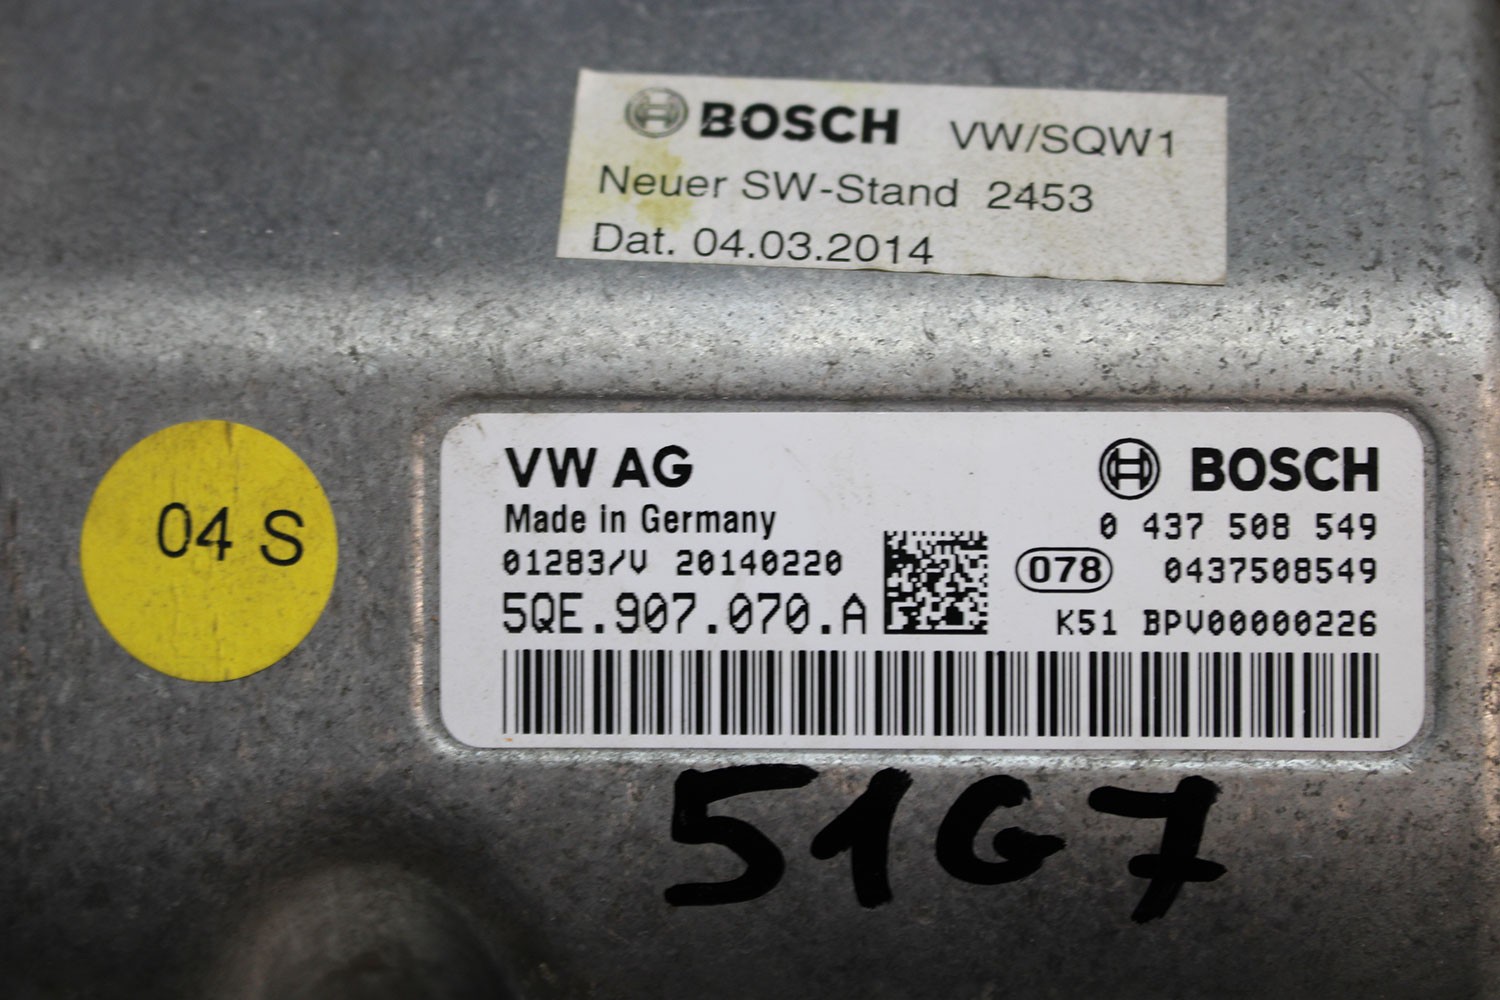 BOSCH VW/SQW1
Neuer SW-Stand 2453
Dat. 04.03.2014
04 S
VW AG
BOSCH
Made in Germany
0 437 508 549
01283/V 20140220
078 0437508549
5QE.907.070.A
K51 BPV00000226
51G7